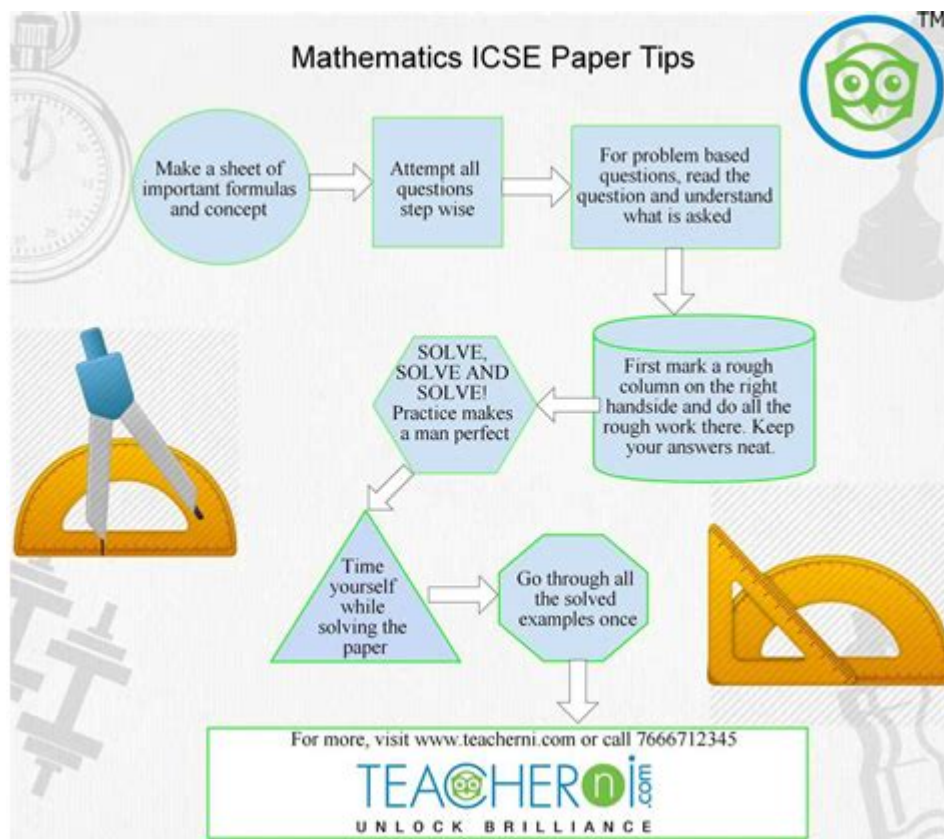 TM
Mathematics ICSE Paper Tips
Make a sheet of
important formulas
and concept
Attempt all
questions
step wise
For problem based
questions, read the
question and understand
what is asked
First mark a rough
column on the right
handside and do all the
rough work there. Keep
your answers neat.
SOLVE,
SOLVE AND
SOLVE!
Practice makes
a man perfect
Time
yourself
while
solving the
paper
Go through all
the solved
examples once
For more, visit www.teacherni.com or call 7666712345
TEACHERni.com
UNLOCK BRILLIANCE